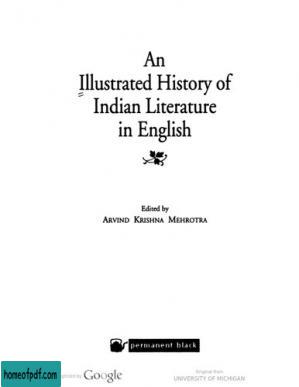 An
Illustrated History of
Indian Literature
in English
Edited by
ARVIND KRISHNA MEHROTRA
permanent black
homeofpdf.com
Google
Original from
UNIVERSITY OF MICHIGAN